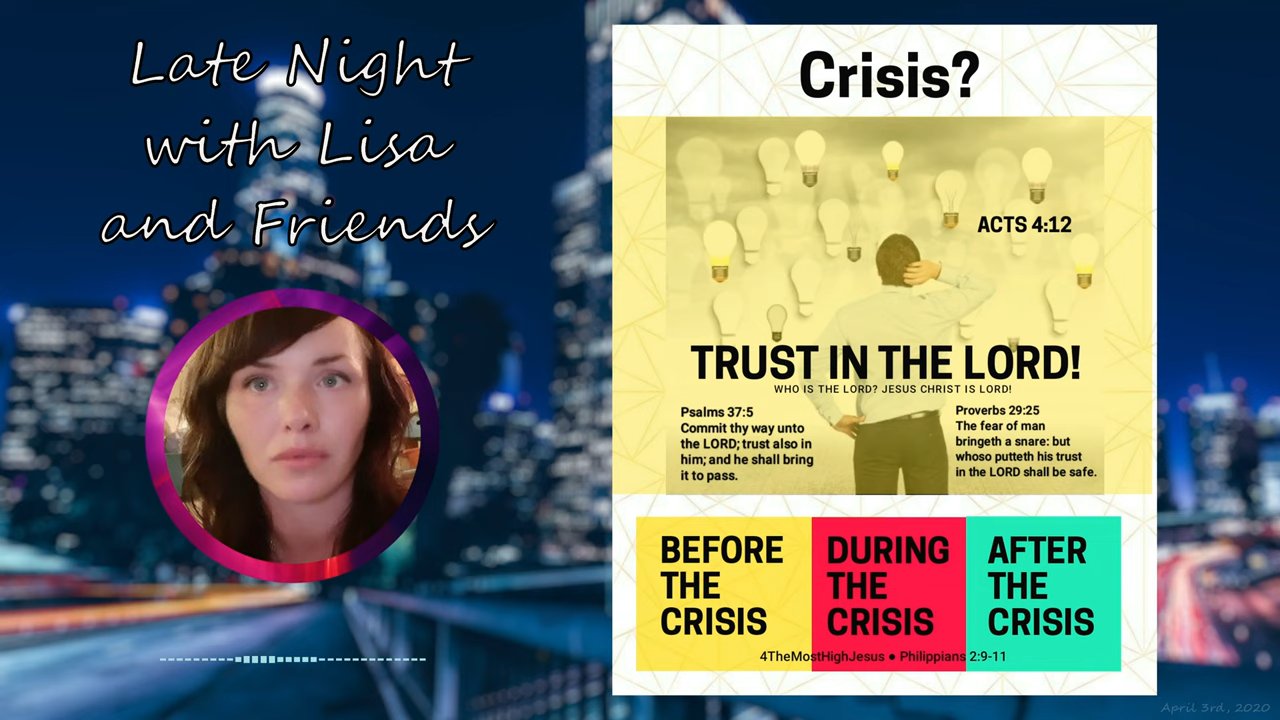 Late Night
with Lisa
and Friends
Crisis?
ACTS 4:12
TRUST IN THE LORD!
WHO IS THE LORD? JESUS CHRIST IS LORD!
Psalms 37:5
Commit thy way unto
the LORD; trust also in
him; and he shall bring
it to pass.
Proverbs 29:25
The fear of man
bringeth a snare: but
whoso putteth his trust
in the LORD shall be safe.
BEFORE
THE
CRISIS
DURING
THE
CRISIS
AFTER
THE
CRISIS
4TheMostHighJesus ● Philippians 2:9-11
April 3rd, 2020